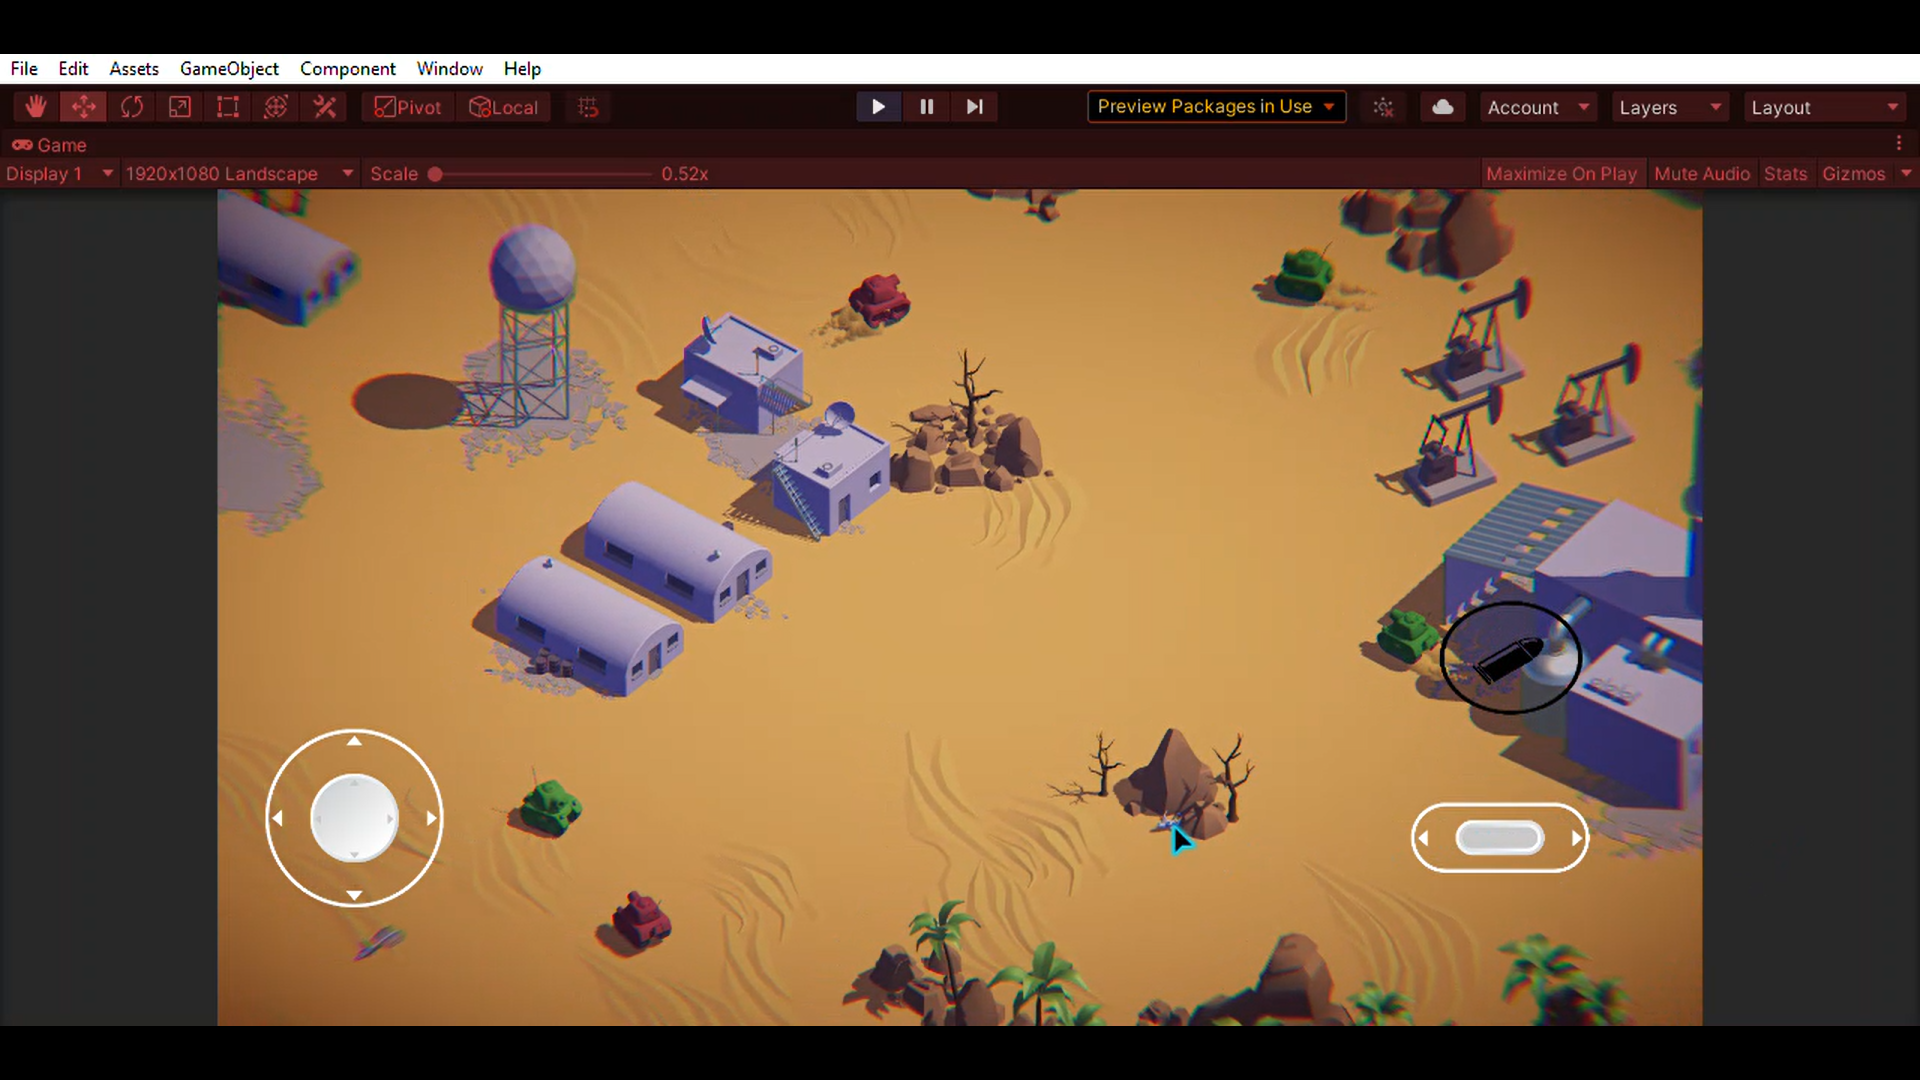 File Edit Assets GameObject Component Window Help
Pivot Local Preview Packages in Use Account Layers Layout
Game
Display 1 1920x1080 Landscape Scale 0.52x Maximize On Play Mute Audio Stats Gizmos